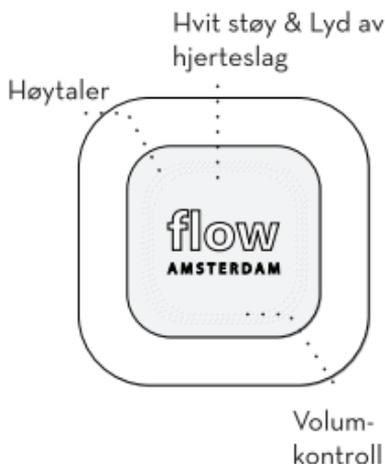 Hvit støy & Lyd av
hjerteslag
Høytaler
flow
AMSTERDAM
Volum-
kontroll